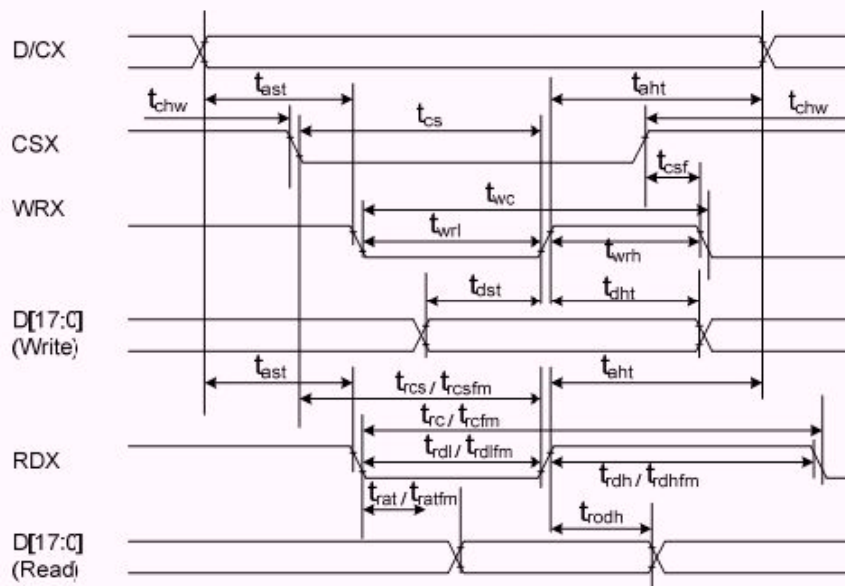 D/CX
tast
taht
tchw
tcs
tchw
CSX
tcsf
WRX
twc
twrl
twrh
tdst
tdht
D[17:0]
(Write)
tast
taht
trcs / trcsfm
trc / trcfm
RDX
trdl / trdlfm
trdh / trdhfm
trat / tratfm
trodh
D[17:0]
(Read)